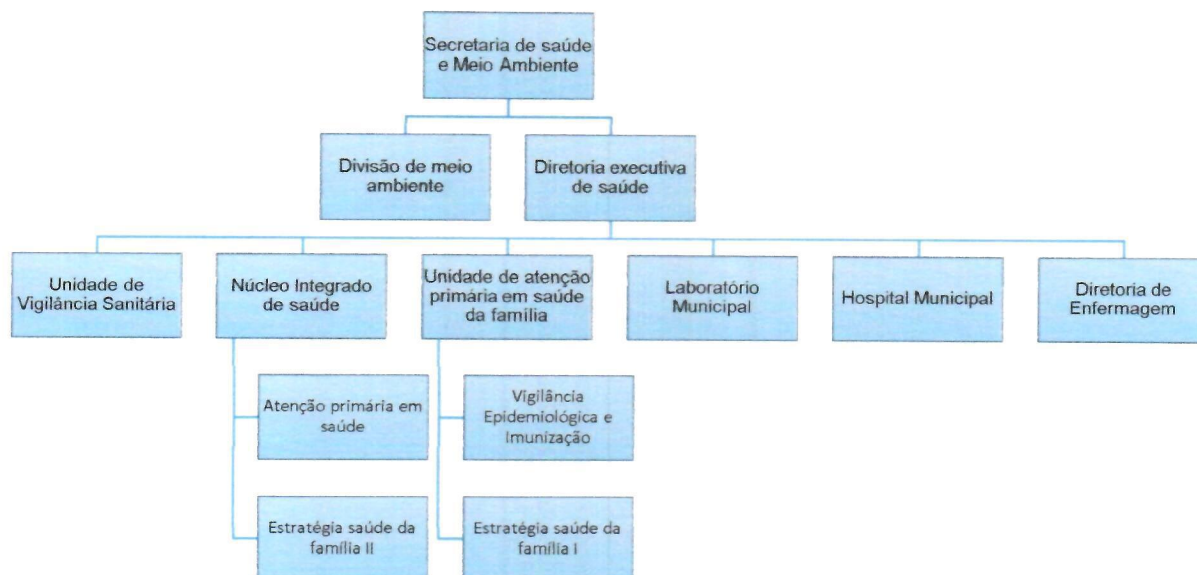 Secretaria de saúde
e Meio Ambiente
Divisão de meio
ambiente
Diretoria executiva
de saúde
Unidade de
Vigilância Sanitária
Núcleo Integrado
de saúde
Unidade de atenção
primária em saúde
da família
Laboratório
Municipal
Hospital Municipal
Diretoria de
Enfermagem
Atenção primária em
saúde
Vigilância
Epidemiológica e
Imunização
Estratégia saúde da
família II
Estratégia saúde da
família I